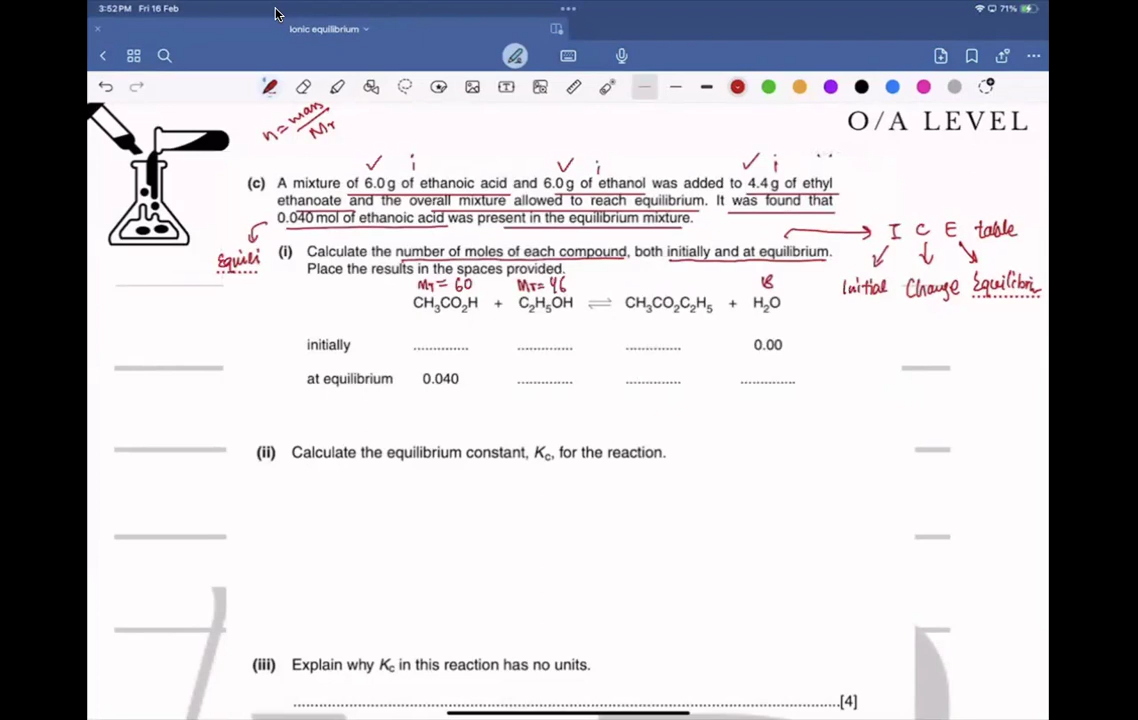 3:52 PM Fri 16 Feb
71%
Ionic equilibrium
n = mass / Mr
O/A LEVEL
✓ i ✓ i ✓ i
(c) A mixture of 6.0 g of ethanoic acid and 6.0 g of ethanol was added to 4.4 g of ethyl
ethanoate and the overall mixture allowed to reach equilibrium. It was found that
0.040 mol of ethanoic acid was present in the equilibrium mixture.
Equili
I C E table
Initial Change Equilibri
(i) Calculate the number of moles of each compound, both initially and at equilibrium.
Place the results in the spaces provided.
Mr = 60 Mr = 46 18
CH₃CO₂H + C₂H₅OH ⇌ CH₃CO₂C₂H₅ + H₂O
initially .............. .............. .............. 0.00
at equilibrium 0.040 .............. .............. ..............
(ii) Calculate the equilibrium constant, Kc, for the reaction.
(iii) Explain why Kc in this reaction has no units.
[4]